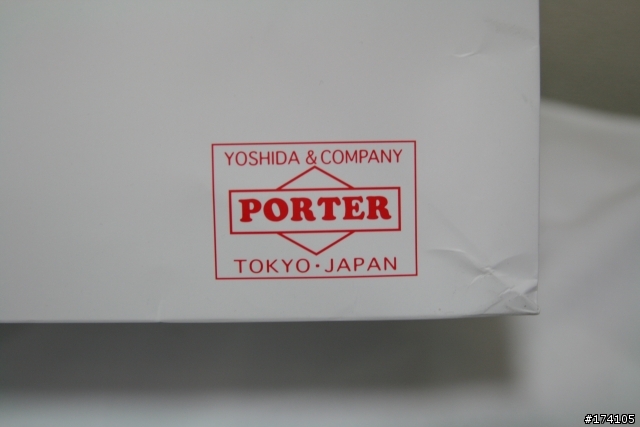 YOSHIDA & COMPANY
PORTER
TOKYO · JAPAN
#174105